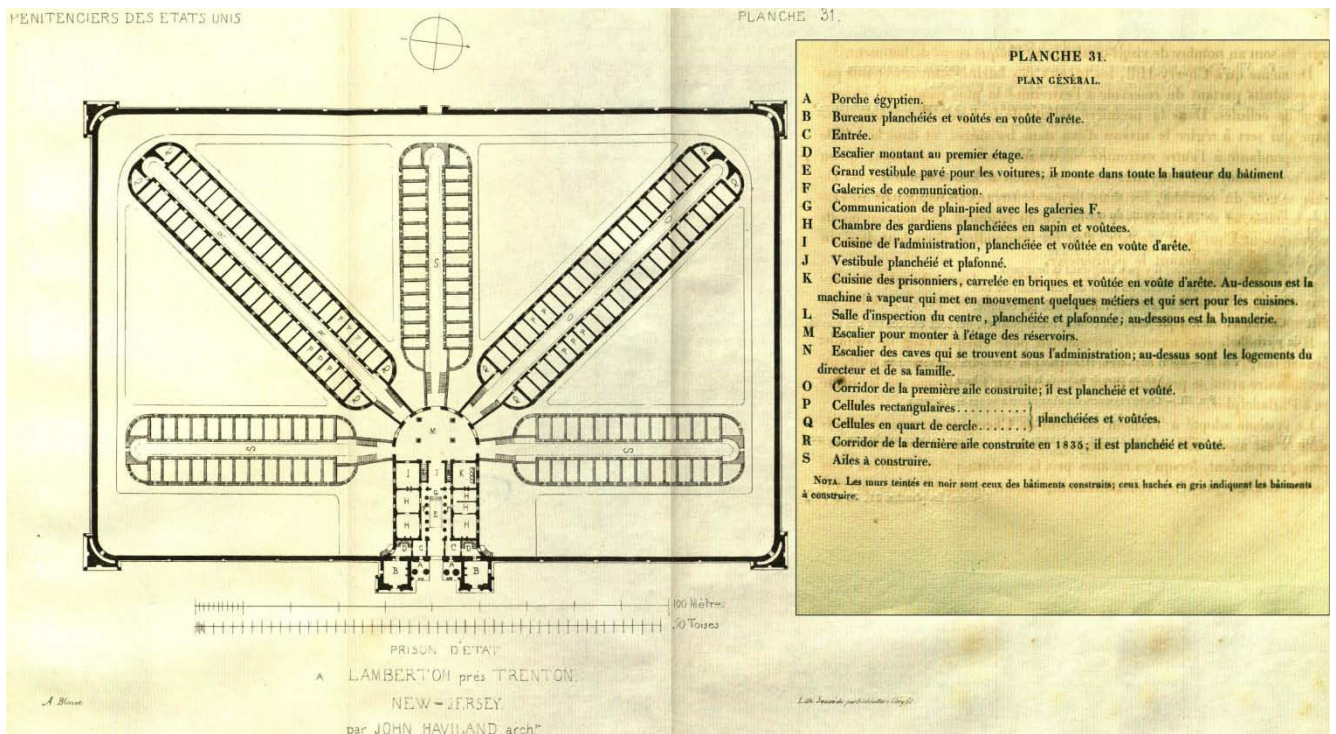 PENITENCIERS DES ETATS UNIS
PLANCHE 31.
PLANCHE 31.
PLAN GÉNÉRAL.
A Porche égyptien.
B Bureaux planchéiés et voûtés en voûte d'arête.
C Entrée.
D Escalier montant au premier étage.
E Grand vestibule pavé pour les voitures; il monte dans toute la hauteur du bâtiment
F Galeries de communication.
G Communication de plain-pied avec les galeries F.
H Chambre des gardiens planchéiées en sapin et voûtées.
I Cuisine de l'administration, planchéiée et voûtée en voûte d'arête.
J Vestibule planchéié et plafonné.
K Cuisine des prisonniers, carrelée en briques et voûtée en voûte d'arête. Au-dessous est la
machine à vapeur qui met en mouvement quelques métiers et qui sert pour les cuisines.
L Salle d'inspection du centre, planchéiée et plafonnée; au-dessous est la buanderie.
M Escalier pour monter à l'étage des réservoirs.
N Escalier des caves qui se trouvent sous l'administration; au-dessus sont les logements du
directeur et de sa famille.
O Corridor de la première aile construite; il est planchéié et voûté.
P Cellules rectangulaires..........
Q Cellules en quart de cercle....... planchéiées et voûtées.
R Corridor de la dernière aile construite en 1835; il est planchéié et voûté.
S Ailes à construire.
NOTA. Les murs teintés en noir sont ceux des bâtiments construits; ceux hachés en gris indiquent les bâtiments
à construire.
S
R
O
P P
P P
P P
P P
Q Q
S
S
M
I J K
H H
H
H H
E
D C C D
A A
B B
100 Mètres
50 Toises
PRISON D'ETAT
A LAMBERTON prés TRENTON.
NEW-JERSEY.
par JOHN HAVILAND arch.te
A Blouet
Lith